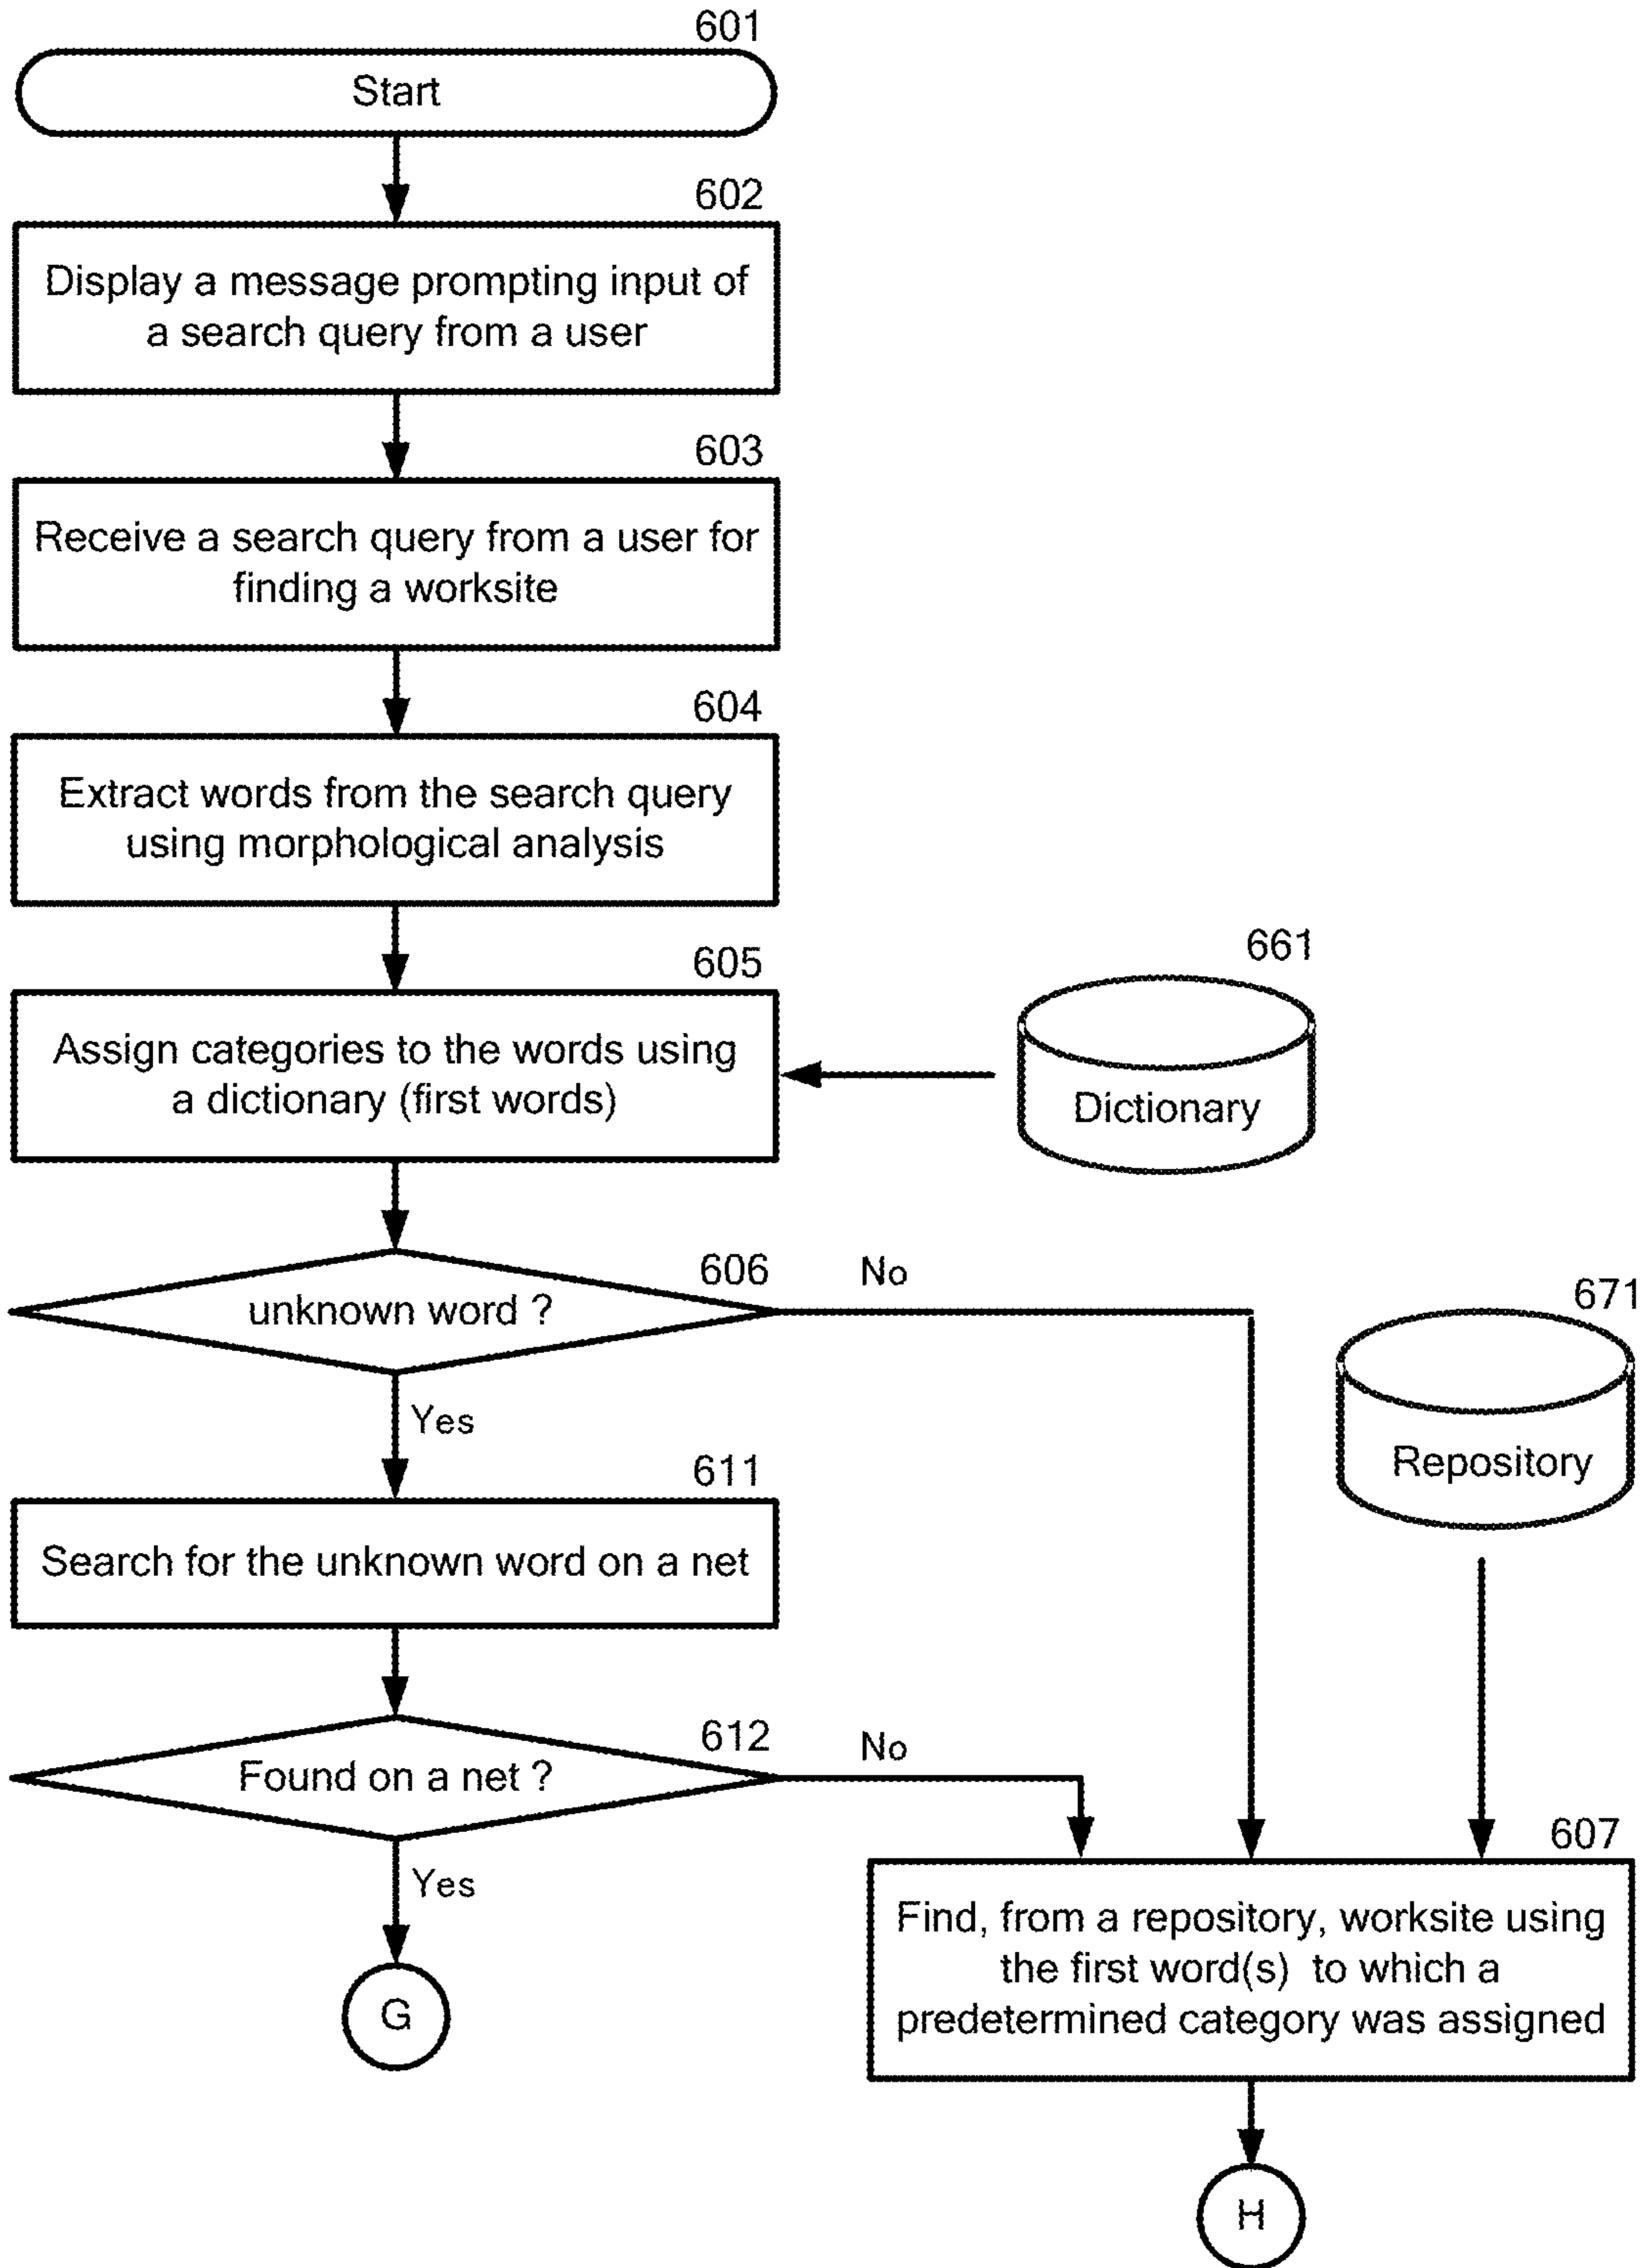 601
Start
602
Display a message prompting input of
a search query from a user
603
Receive a search query from a user for
finding a worksite
604
Extract words from the search query
using morphological analysis
605
Assign categories to the words using
a dictionary (first words)
661
Dictionary
606
unknown word ?
No
Yes
671
Repository
611
Search for the unknown word on a net
612
Found on a net ?
No
Yes
G
607
Find, from a repository, worksite using
the first word(s) to which a
predetermined category was assigned
H